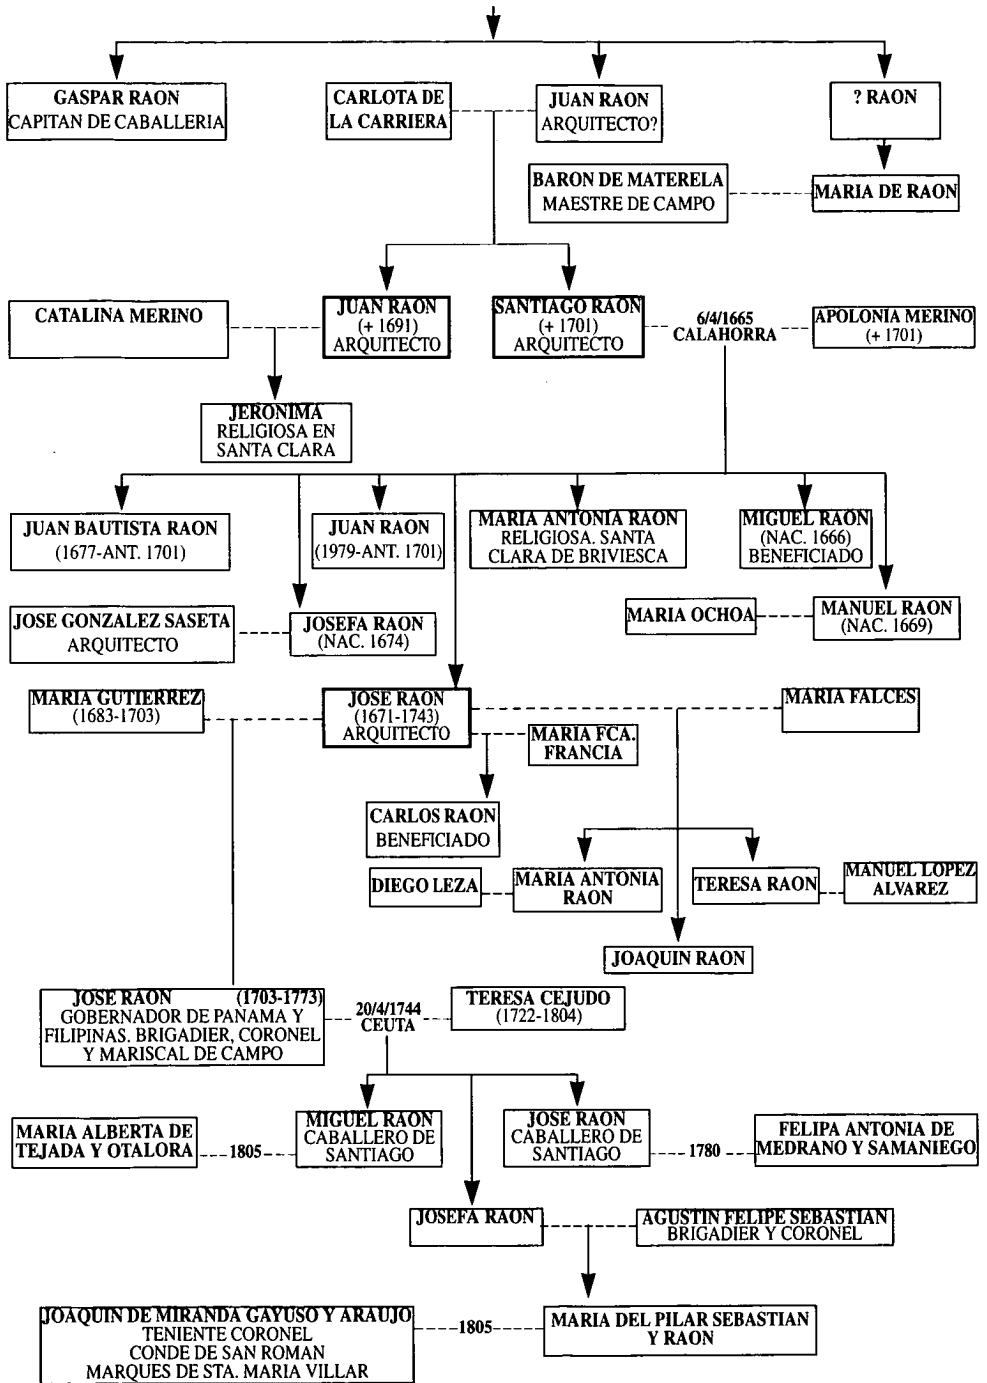 GASPAR RAON
CAPITAN DE CABALLERIA
CARLOTA DE
LA CARRIERA
JUAN RAON
ARQUITECTO?
? RAON
BARON DE MATERELA
MAESTRE DE CAMPO
MARIA DE RAON
CATALINA MERINO
JUAN RAON
(+ 1691)
ARQUITECTO
SANTIAGO RAON
(+ 1701)
ARQUITECTO
6/4/1665
CALAHORRA
APOLONIA MERINO
(+ 1701)
JERONIMA
RELIGIOSA EN
SANTA CLARA
JUAN BAUTISTA RAON
(1677-ANT. 1701)
JUAN RAON
(1979-ANT. 1701)
MARIA ANTONIA RAON
RELIGIOSA. SANTA
CLARA DE BRIVIESCA
MIGUEL RAON
(NAC. 1666)
BENEFICIADO
JOSE GONZALEZ SASETA
ARQUITECTO
JOSEFA RAON
(NAC. 1674)
MARIA OCHOA
MANUEL RAON
(NAC. 1669)
MARIA GUTIERREZ
(1683-1703)
JOSE RAON
(1671-1743)
ARQUITECTO
MARIA FALCES
MARIA FCA.
FRANCIA
CARLOS RAON
BENEFICIADO
DIEGO LEZA
MARIA ANTONIA
RAON
TERESA RAON
MANUEL LOPEZ
ALVAREZ
JOAQUIN RAON
JOSE RAON (1703-1773)
GOBERNADOR DE PANAMA Y
FILIPINAS. BRIGADIER, CORONEL
Y MARISCAL DE CAMPO
20/4/1744
CEUTA
TERESA CEJUDO
(1722-1804)
MARIA ALBERTA DE
TEJADA Y OTALORA
1805
MIGUEL RAON
CABALLERO DE
SANTIAGO
JOSE RAON
CABALLERO DE
SANTIAGO
1780
FELIPA ANTONIA DE
MEDRANO Y SAMANIEGO
JOSEFA RAON
AGUSTIN FELIPE SEBASTIAN
BRIGADIER Y CORONEL
JOAQUIN DE MIRANDA GAYUSO Y ARAUJO
TENIENTE CORONEL
CONDE DE SAN ROMAN
MARQUES DE STA. MARIA VILLAR
1805
MARIA DEL PILAR SEBASTIAN
Y RAON